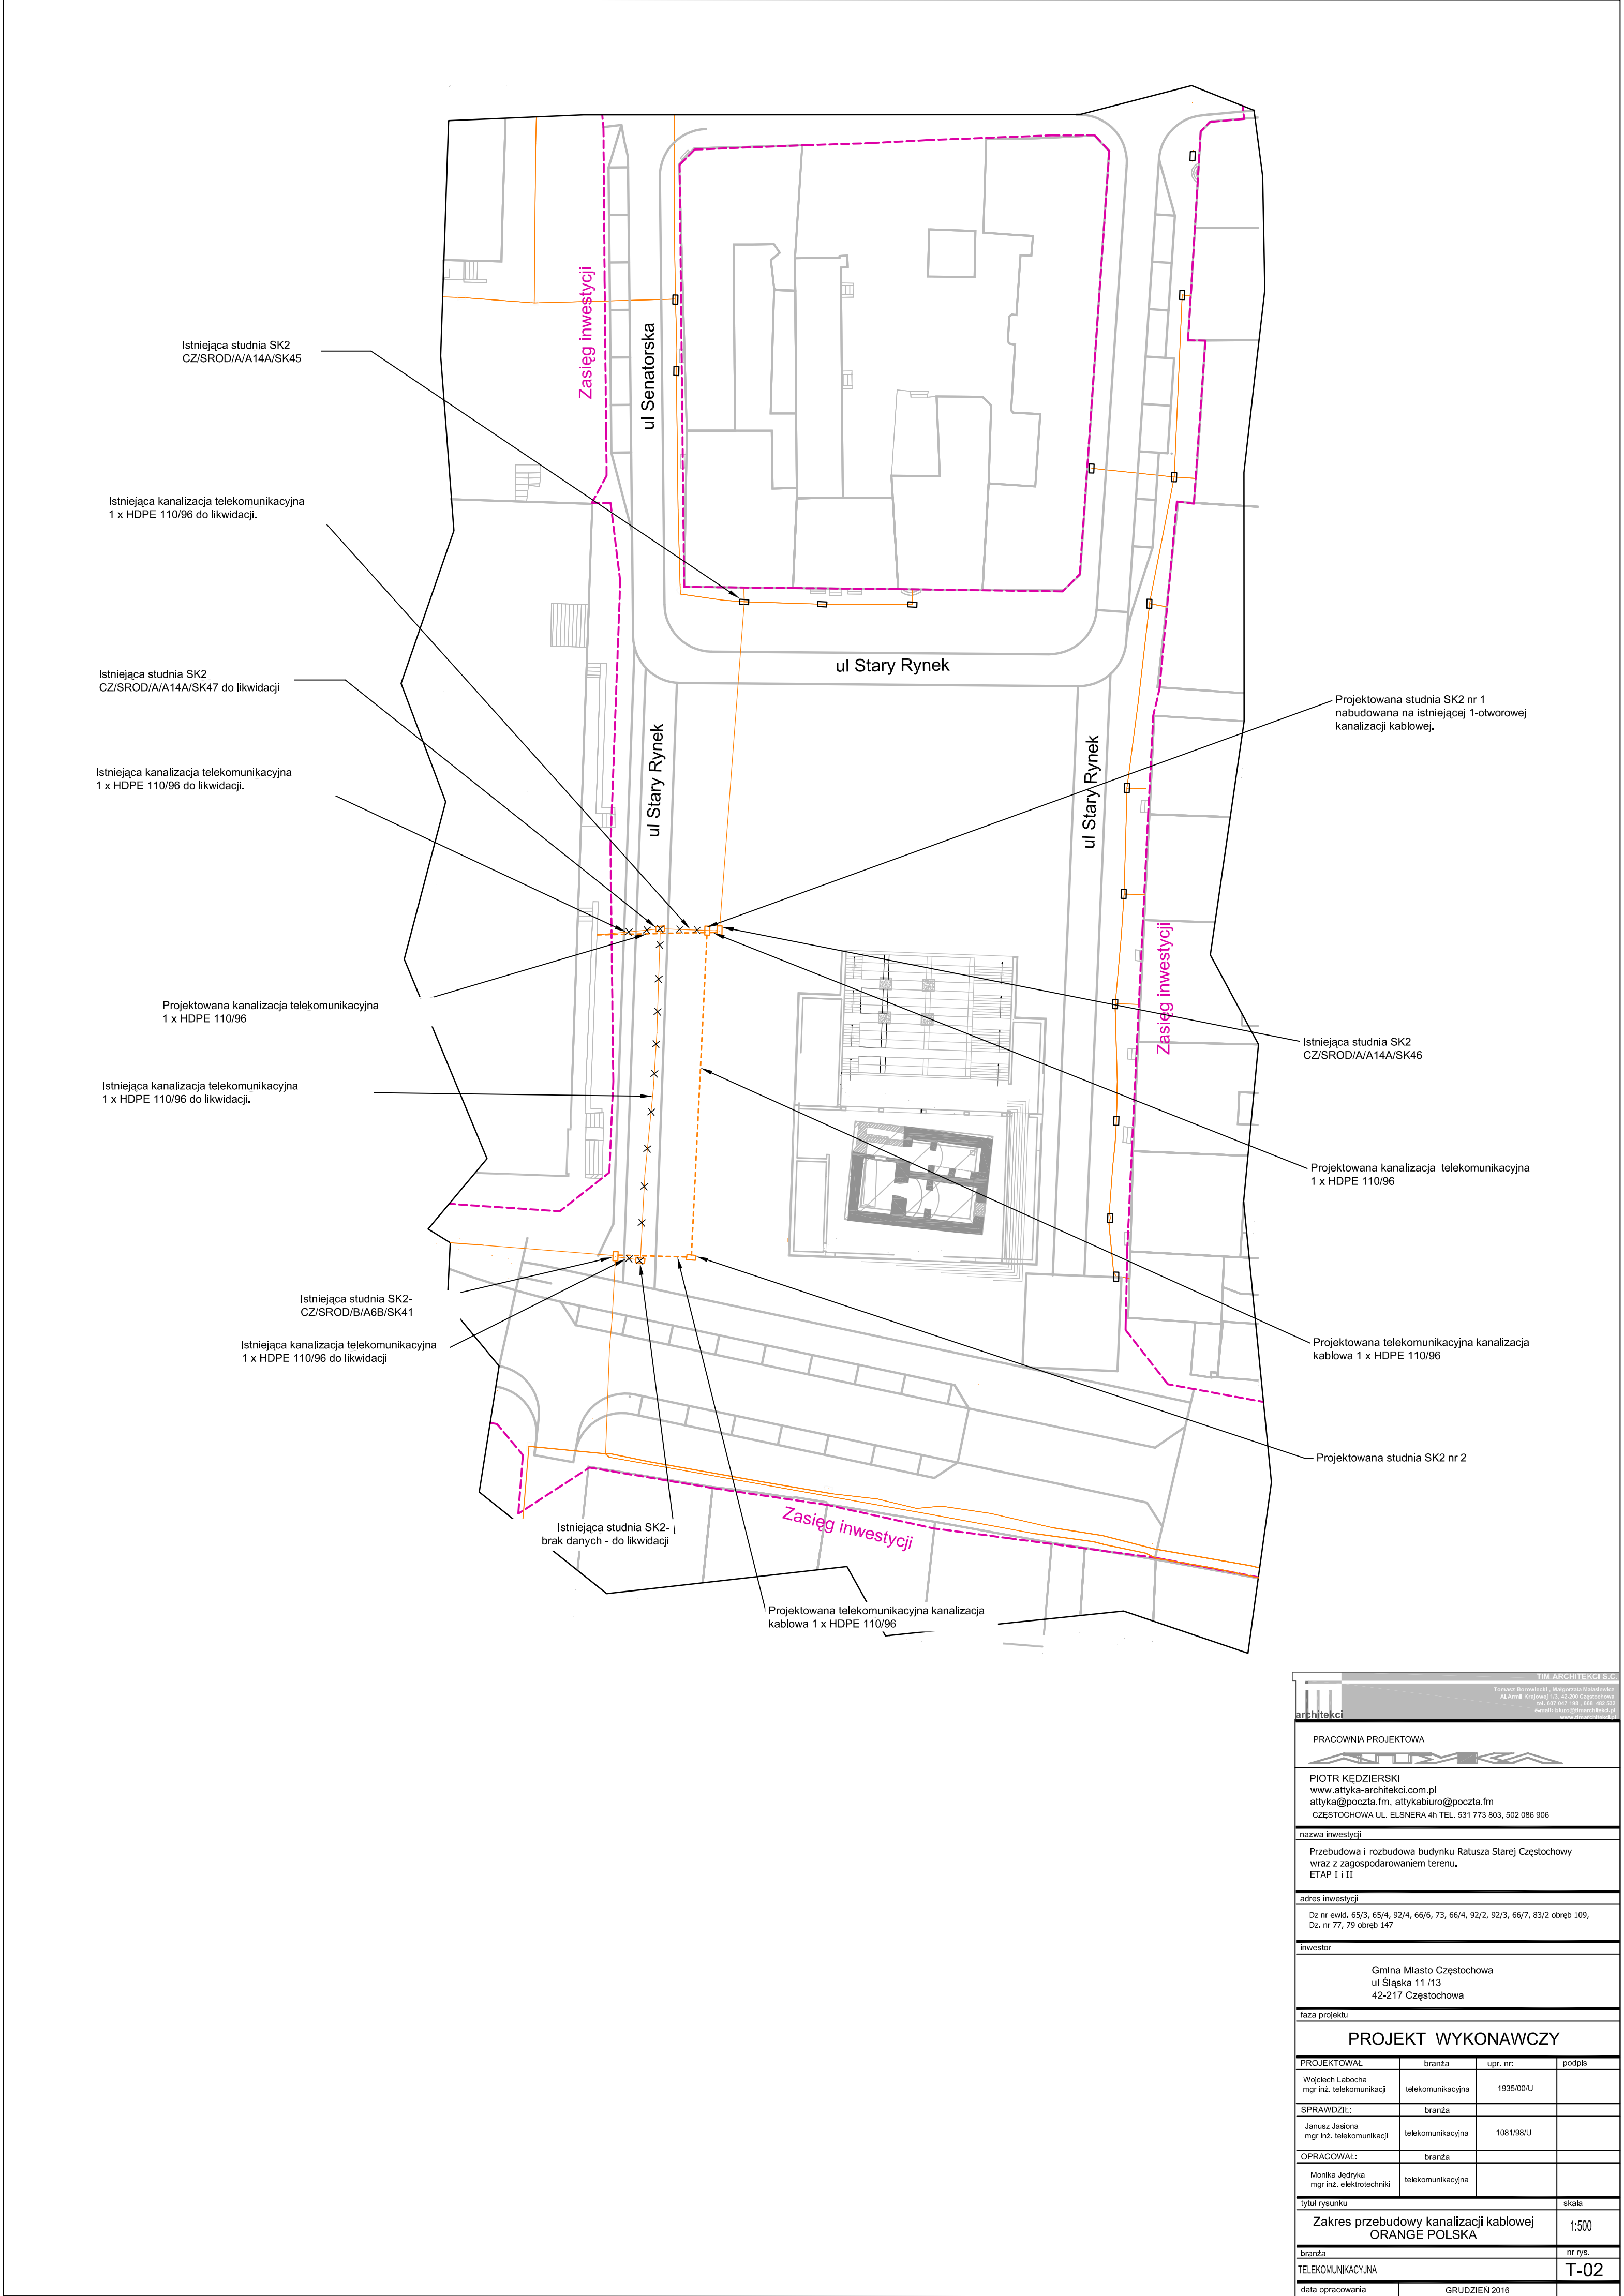 Istniejąca studnia SK2
CZ/SROD/A/A14A/SK45
Zasięg inwestycji
ul Senatorska
Istniejąca kanalizacja telekomunikacyjna
1 x HDPE 110/96 do likwidacji.
ul Stary Rynek
Istniejąca studnia SK2
CZ/SROD/A/A14A/SK47 do likwidacji
Projektowana studnia SK2 nr 1
nabudowana na istniejącej 1-otworowej
kanalizacji kablowej.
ul Stary Rynek
ul Stary Rynek
Istniejąca kanalizacja telekomunikacyjna
1 x HDPE 110/96 do likwidacji.
Zasięg inwestycji
Projektowana kanalizacja telekomunikacyjna
1 x HDPE 110/96
Istniejąca studnia SK2
CZ/SROD/A/A14A/SK46
Istniejąca kanalizacja telekomunikacyjna
1 x HDPE 110/96 do likwidacji.
Projektowana kanalizacja telekomunikacyjna
1 x HDPE 110/96
Istniejąca studnia SK2-
CZ/SROD/B/A6B/SK41
Istniejąca kanalizacja telekomunikacyjna
1 x HDPE 110/96 do likwidacji
Projektowana telekomunikacyjna kanalizacja
kablowa 1 x HDPE 110/96
Projektowana studnia SK2 nr 2
Zasięg inwestycji
Istniejąca studnia SK2-
brak danych - do likwidacji
Projektowana telekomunikacyjna kanalizacja
kablowa 1 x HDPE 110/96
TIM ARCHITEKCI S.C.
architekci
PRACOWNIA PROJEKTOWA
ATTYKA
PIOTR KĘDZIERSKI
www.attyka-architekci.com.pl
attyka@poczta.fm, attykabiuro@poczta.fm
CZĘSTOCHOWA UL. ELSNERA 4h TEL. 531 773 803, 502 086 906
nazwa inwestycji
Przebudowa i rozbudowa budynku Ratusza Starej Częstochowy
wraz z zagospodarowaniem terenu.
ETAP I i II
adres inwestycji
Dz nr ewid. 65/3, 65/4, 92/4, 66/6, 73, 66/4, 92/2, 92/3, 66/7, 83/2 obręb 109,
Dz. nr 77, 79 obręb 147
inwestor
Gmina Miasto Częstochowa
ul Śląska 11 /13
42-217 Częstochowa
faza projektu
PROJEKT WYKONAWCZY
PROJEKTOWAŁ branża upr. nr: podpis
Wojciech Labocha
mgr inż. telekomunikacji telekomunikacyjna 1935/00/U
SPRAWDZIŁ: branża
Janusz Jasiona
mgr inż. telekomunikacji telekomunikacyjna 1081/98/U
OPRACOWAŁ: branża
Monika Jędryka
mgr inż. elektrotechniki telekomunikacyjna
tytuł rysunku skala
Zakres przebudowy kanalizacji kablowej
ORANGE POLSKA 1:500
branża nr rys.
TELEKOMUNIKACYJNA T-02
data opracowania GRUDZIEŃ 2016